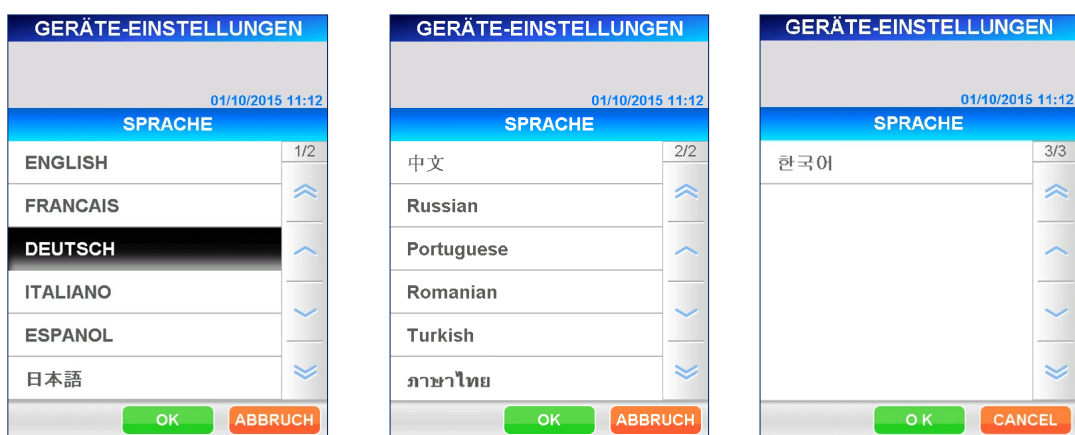 GERÄTE-EINSTELLUNGEN
01/10/2015 11:12
SPRACHE
1/2
ENGLISH
FRANCAIS
DEUTSCH
ITALIANO
ESPANOL
日本語
OK ABBRUCH
GERÄTE-EINSTELLUNGEN
01/10/2015 11:12
SPRACHE
2/2
中文
Russian
Portuguese
Romanian
Turkish
ภาษาไทย
OK ABBRUCH
GERÄTE-EINSTELLUNGEN
01/10/2015 11:12
SPRACHE
3/3
한국어
O K CANCEL